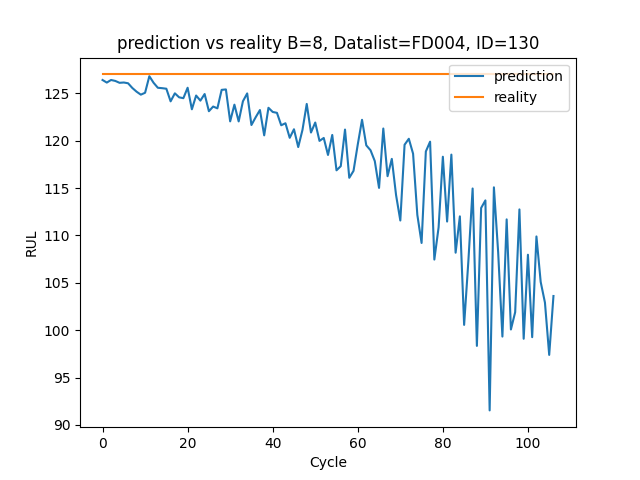 prediction vs reality B=8, Datalist=FD004, ID=130
prediction
reality
RUL
125
120
115
110
105
100
95
90
0 20 40 60 80 100
Cycle